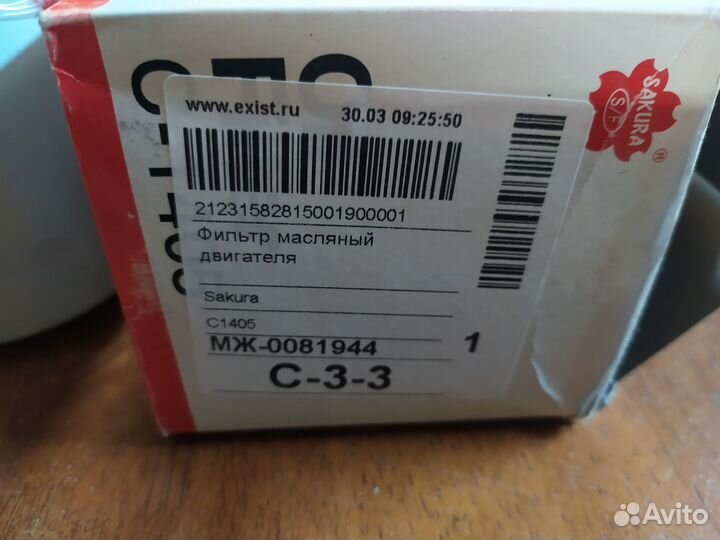 www.exist.ru 30.03 09:25:50
21231582815001900001
Фильтр масляный
двигателя
Sakura
C1405
МЖ-0081944 1
С-3-3
SAKURA
S/F
®
Avito